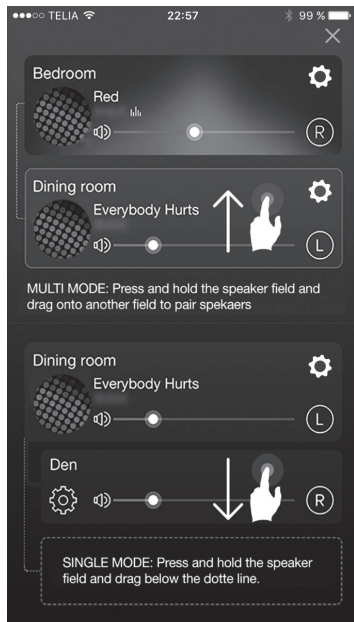 TELIA 22:57 99 %
Bedroom
Red
R
Dining room
Everybody Hurts
L
MULTI MODE: Press and hold the speaker field and
drag onto another field to pair spekaers
Dining room
Everybody Hurts
L
Den
R
SINGLE MODE: Press and hold the speaker
field and drag below the dotte line.